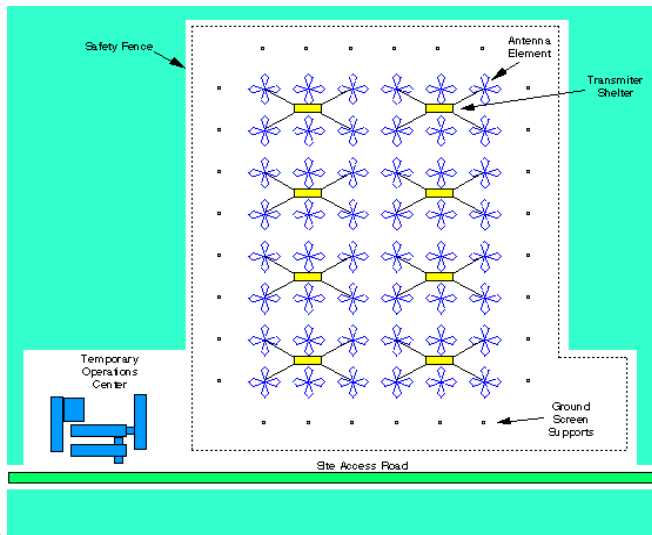 Safety Fence
Antenna
Element
Transmiter
Shelter
Temporary
Operations
Center
Ground
Screen
Supports
Site Access Road